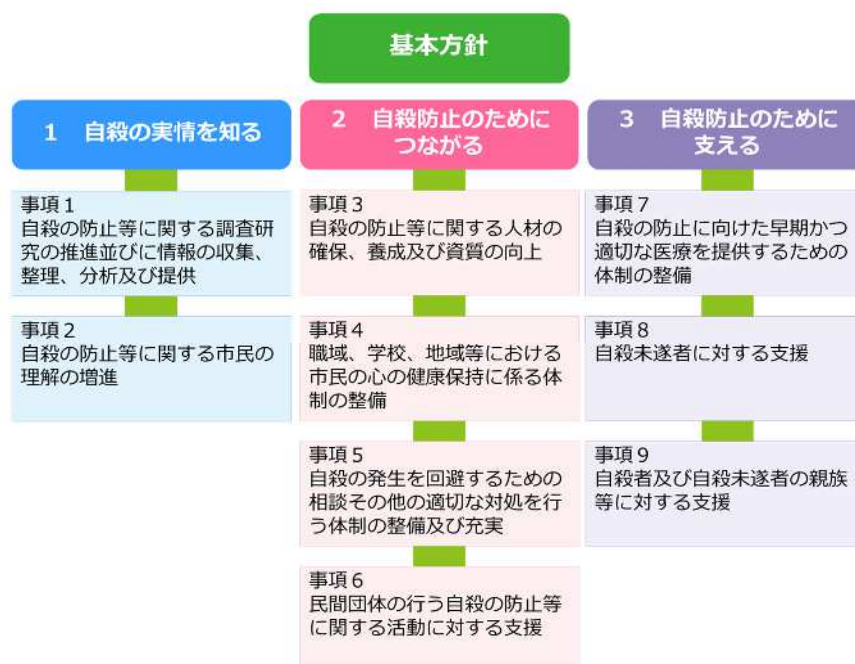 基本方針
1　自殺の実情を知る
事項１
自殺の防止等に関する調査研
究の推進並びに情報の収集、
整理、分析及び提供
事項２
自殺の防止等に関する市民の
理解の増進
2　自殺防止のために
つながる
事項３
自殺の防止等に関する人材の
確保、養成及び資質の向上
事項４
職域、学校、地域等における
市民の心の健康保持に係る体
制の整備
事項５
自殺の発生を回避するための
相談その他の適切な対処を行
う体制の整備及び充実
事項６
民間団体の行う自殺の防止等
に関する活動に対する支援
3　自殺防止のために
支える
事項７
自殺の防止に向けた早期かつ
適切な医療を提供するための
体制の整備
事項８
自殺未遂者に対する支援
事項９
自殺者及び自殺未遂者の親族
等に対する支援